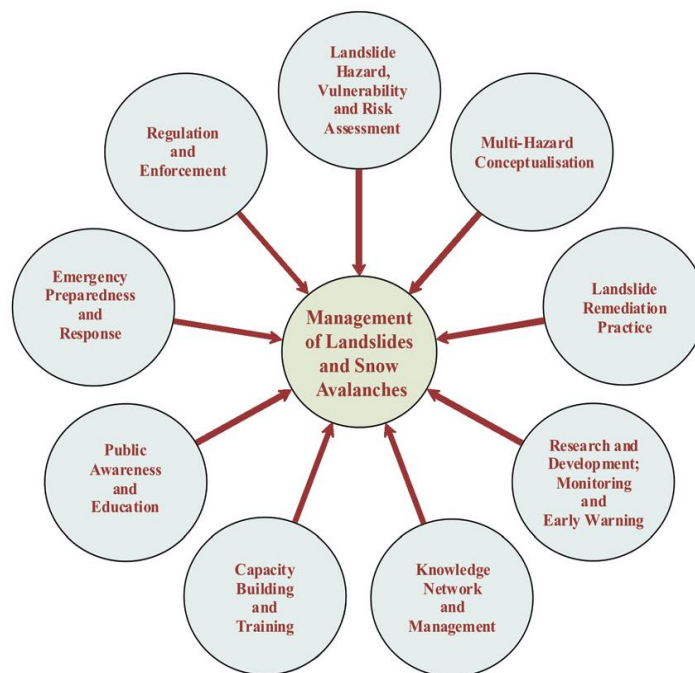 Landslide
Hazard,
Vulnerability
and Risk
Assessment
Multi-Hazard
Conceptualisation
Landslide
Remediation
Practice
Research and
Development;
Monitoring
and
Early Warning
Knowledge
Network
and
Management
Capacity
Building
and
Training
Public
Awareness
and
Education
Emergency
Preparedness
and
Response
Regulation
and
Enforcement
Management
of Landslides
and Snow
Avalanches